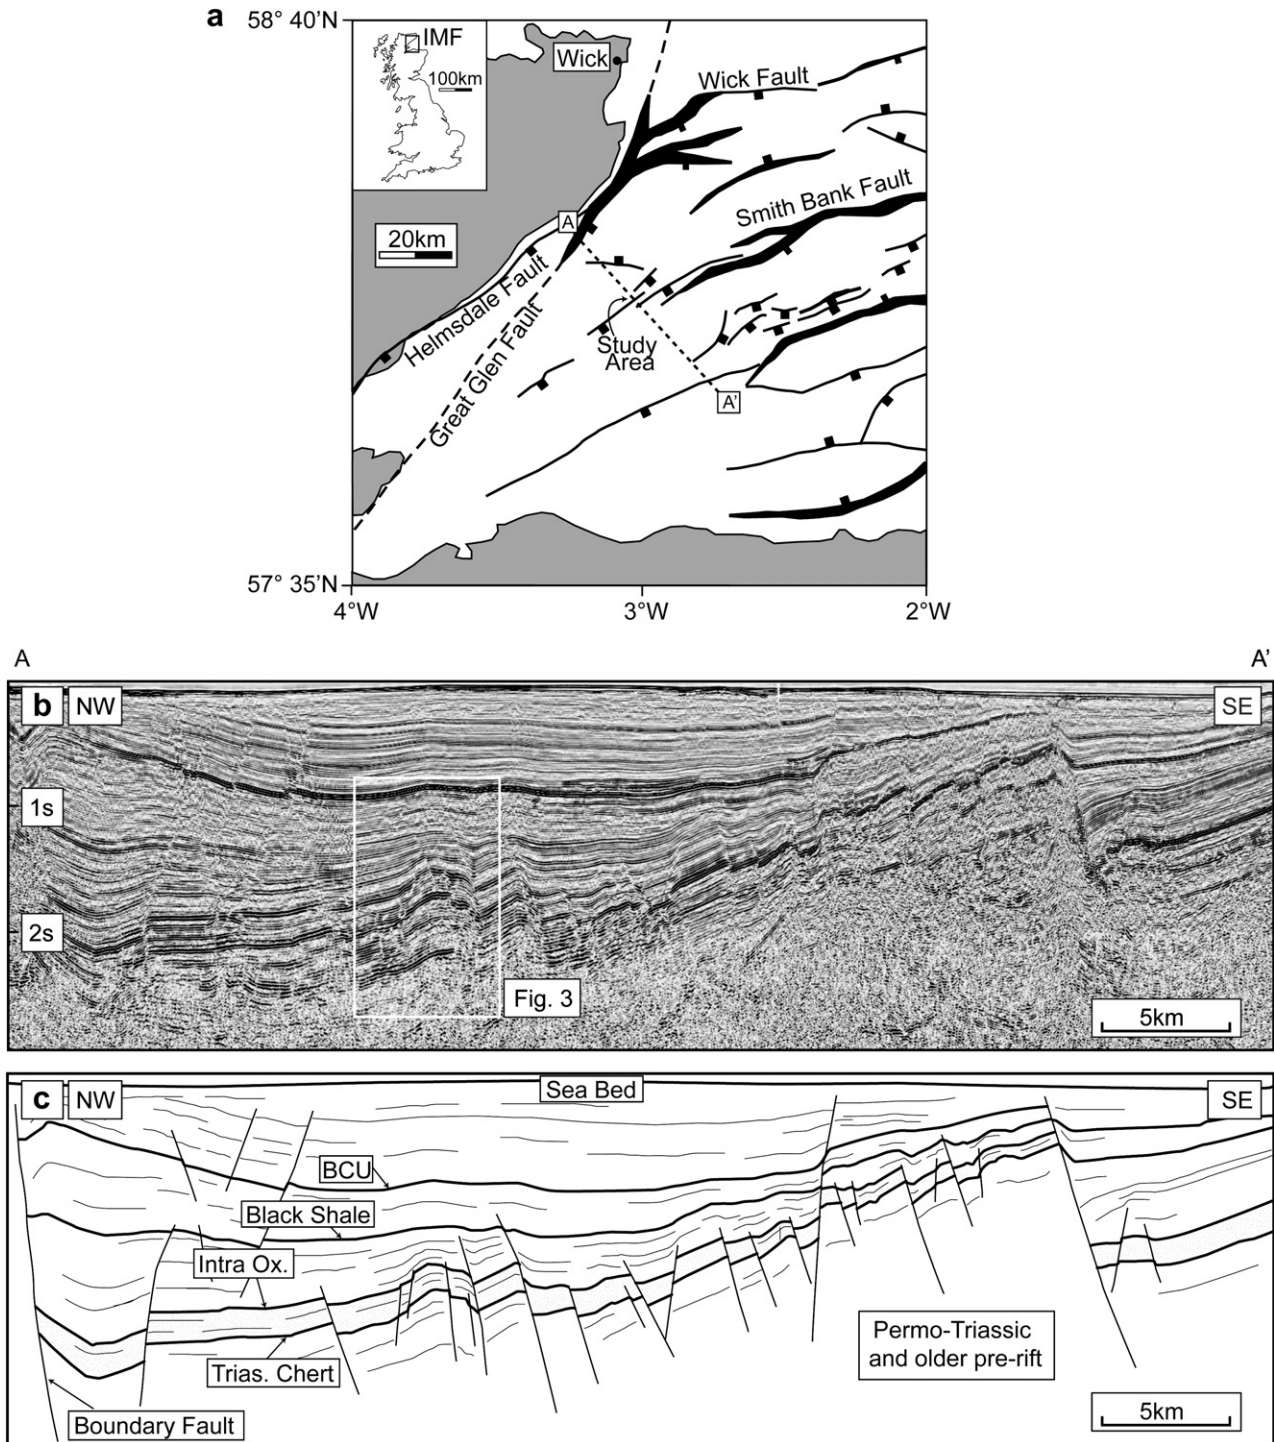 a
58° 40'N
IMF
100km
Wick
Wick Fault
Smith Bank Fault
A
20km
Helmsdale Fault
Great Glen Fault
Study
Area
A'
57° 35'N
4°W
3°W
2°W
A
A'
b
NW
SE
1s
2s
Fig. 3
5km
c
NW
Sea Bed
SE
BCU
Black Shale
Intra Ox.
Trias. Chert
Permo-Triassic
and older pre-rift
Boundary Fault
5km